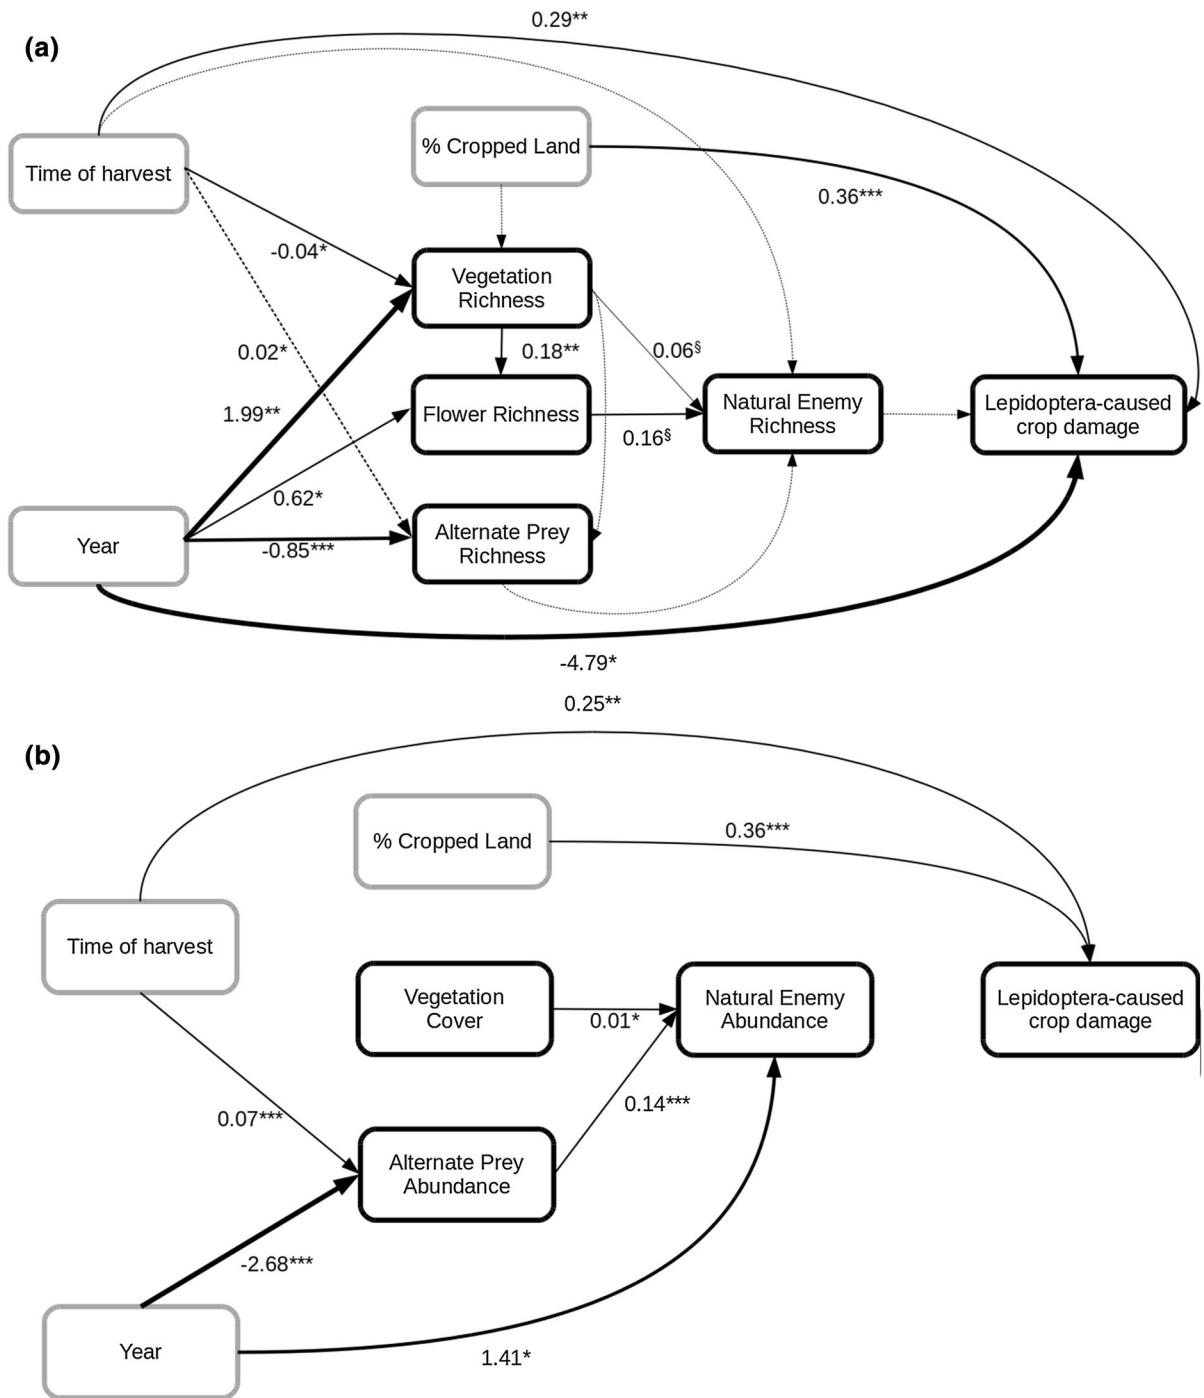 0.29**
(a)
% Cropped Land
Time of harvest
0.36***
-0.04*
Vegetation
Richness
0.02*
0.18**
0.06§
1.99**
Flower Richness
Natural Enemy
Richness
Lepidoptera-caused
crop damage
0.16§
0.62*
Alternate Prey
Richness
Year
-0.85***
-4.79*
0.25**
(b)
% Cropped Land
0.36***
Time of harvest
Vegetation
Cover
Natural Enemy
Abundance
Lepidoptera-caused
crop damage
0.01*
0.07***
0.14***
Alternate Prey
Abundance
-2.68***
Year
1.41*